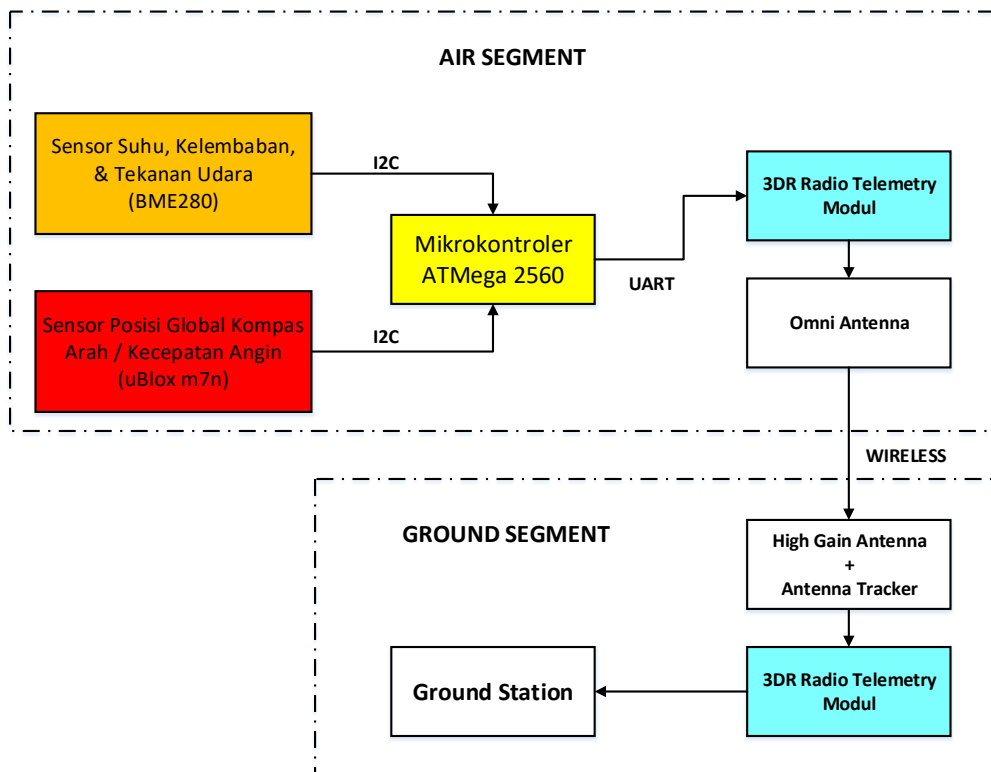 AIR SEGMENT
Sensor Suhu, Kelembaban,
& Tekanan Udara
(BME280)
I2C
Mikrokontroler
ATMega 2560
Sensor Posisi Global Kompas
Arah / Kecepatan Angin
(uBlox m7n)
I2C
UART
3DR Radio Telemetry
Modul
Omni Antenna
WIRELESS
GROUND SEGMENT
High Gain Antenna
+
Antenna Tracker
3DR Radio Telemetry
Modul
Ground Station